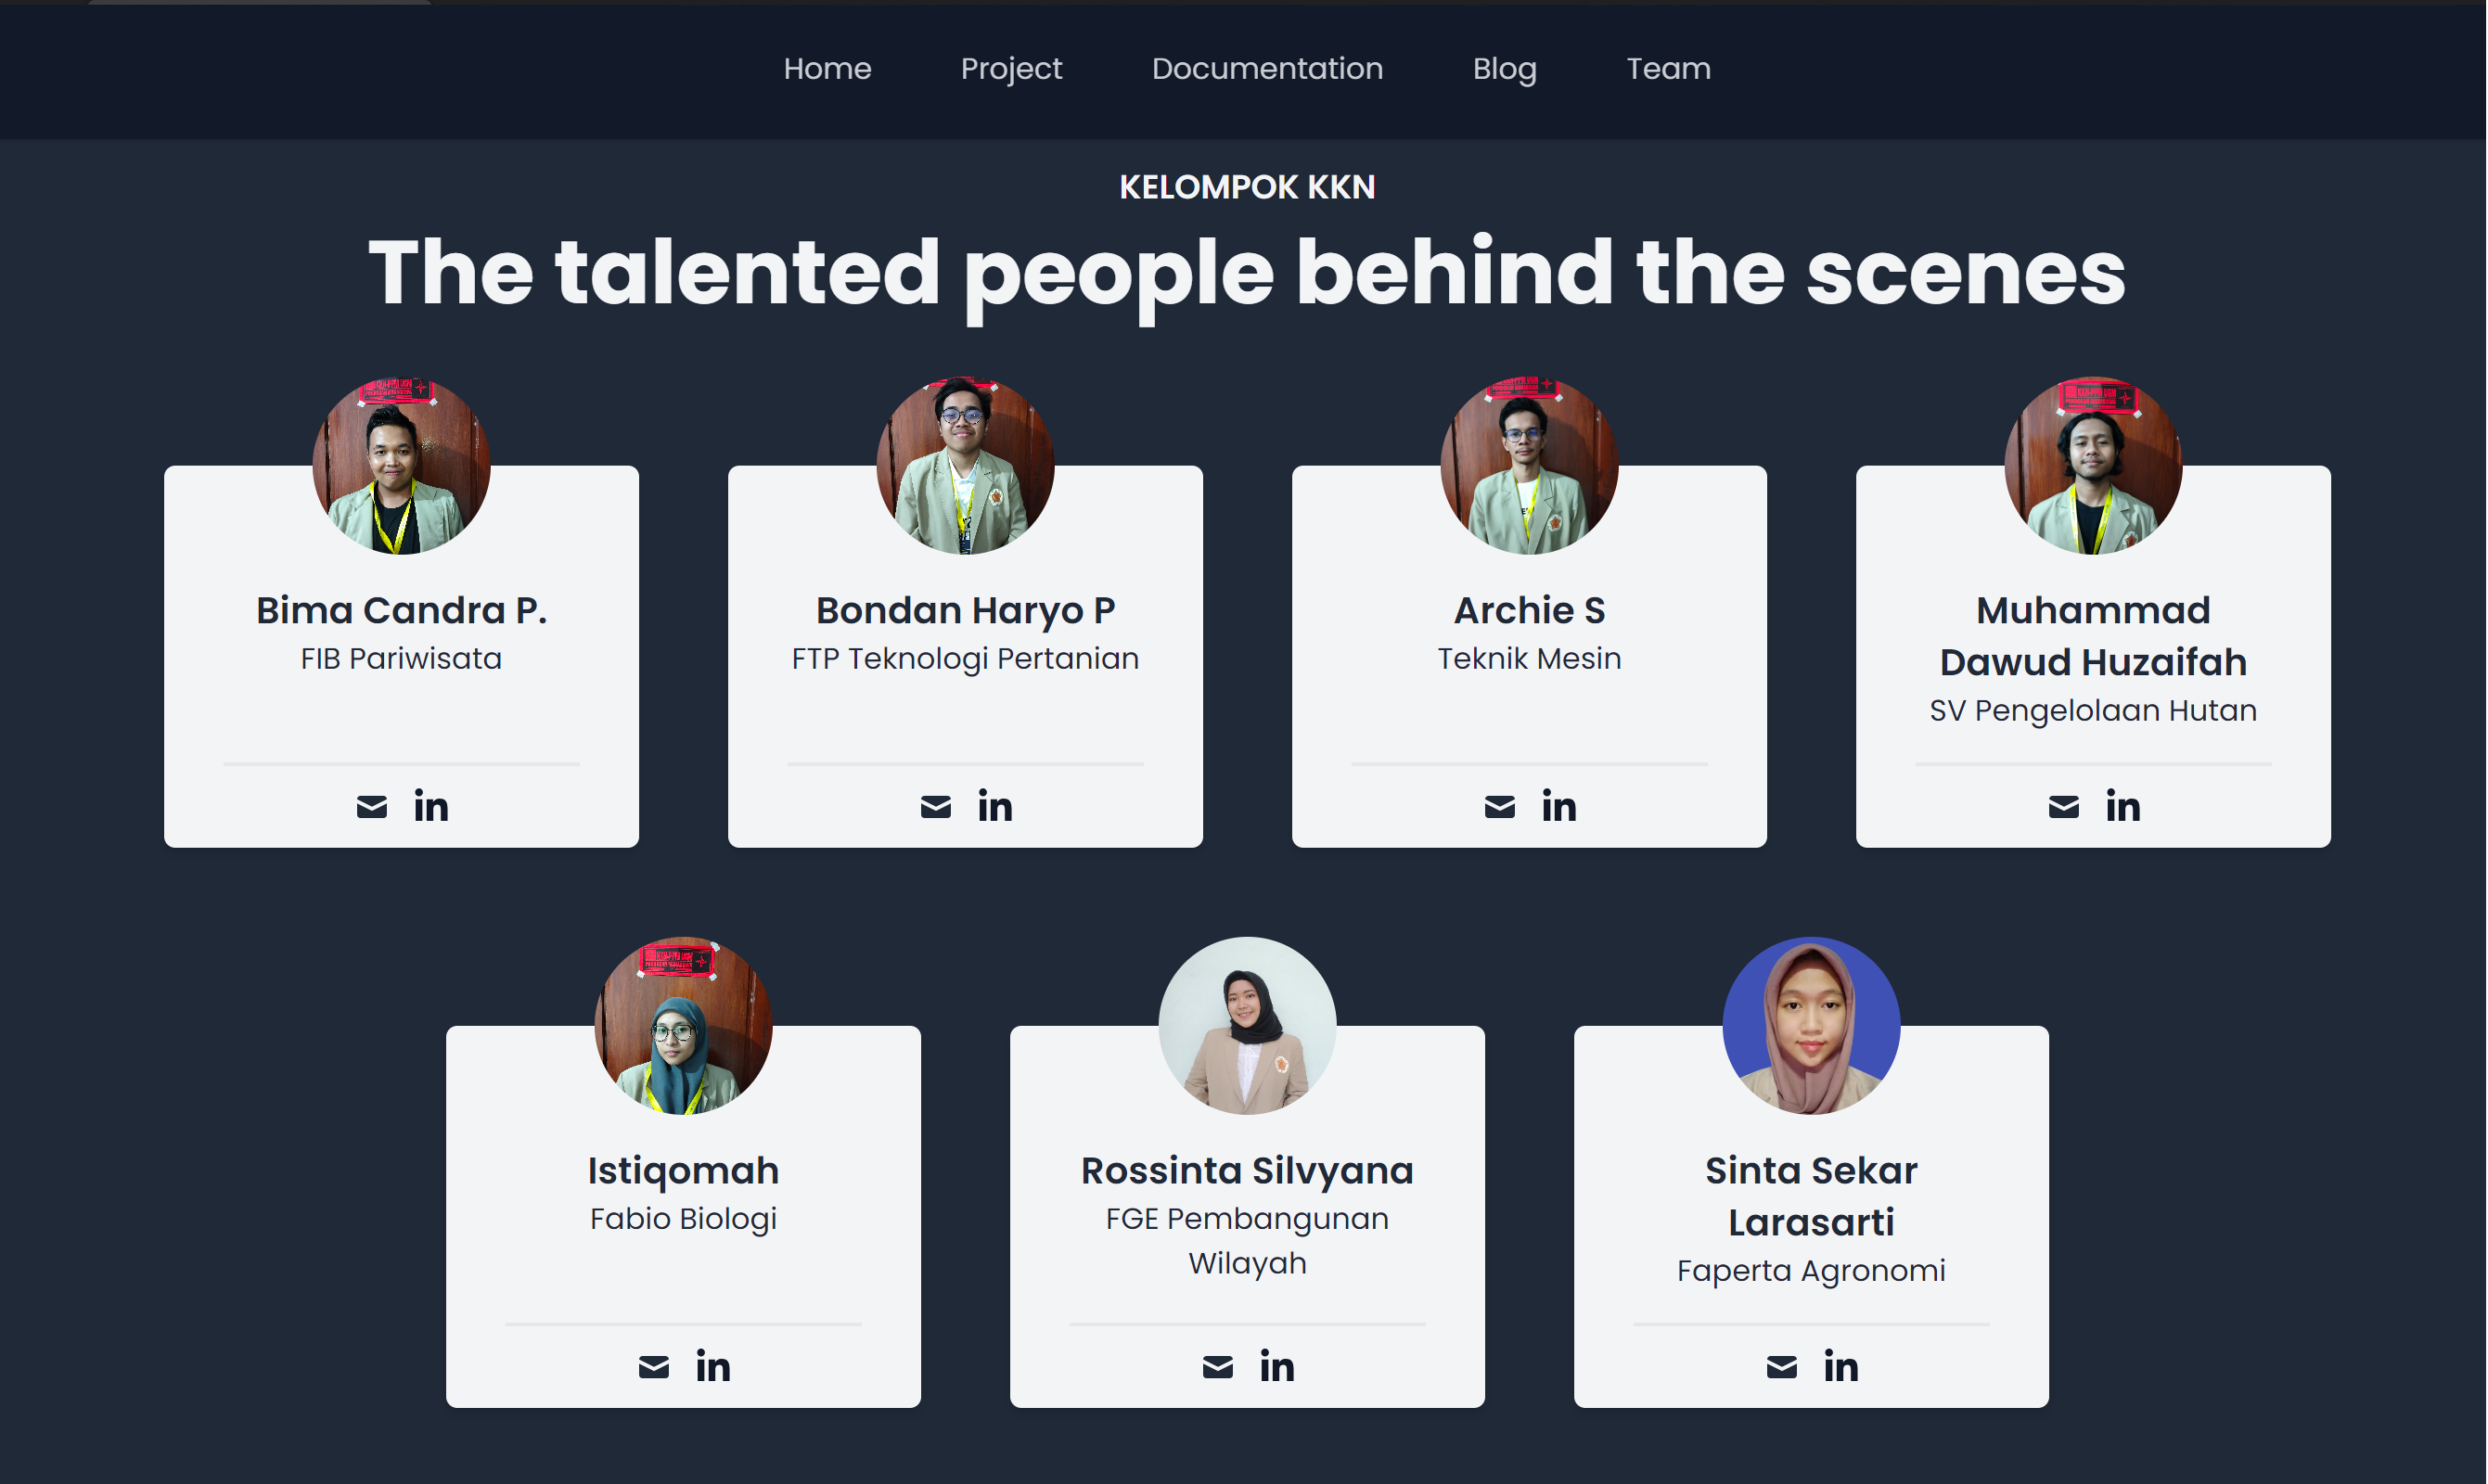 Home Project Documentation Blog Team
KELOMPOK KKN
The talented people behind the scenes
Bima Candra P.
FIB Pariwisata
Bondan Haryo P
FTP Teknologi Pertanian
Archie S
Teknik Mesin
Muhammad
Dawud Huzaifah
SV Pengelolaan Hutan
in
in
in
in
Istiqomah
Fabio Biologi
Rossinta Silvyana
FGE Pembangunan
Wilayah
Sinta Sekar
Larasarti
Faperta Agronomi
in
in
in